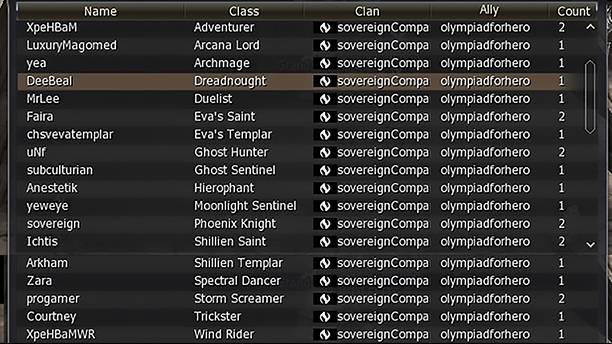 Name Class Clan Ally Count
XpeHBaM Adventurer sovereignCompa olympiadforhero 2
LuxuryMagomed Arcana Lord sovereignCompa olympiadforhero 1
yea Archmage sovereignCompa olympiadforhero 1
DeeBeal Dreadnought sovereignCompa olympiadforhero 1
MrLee Duelist sovereignCompa olympiadforhero 1
Faira Eva's Saint sovereignCompa olympiadforhero 2
chsvevatemplar Eva's Templar sovereignCompa olympiadforhero 1
uNf Ghost Hunter sovereignCompa olympiadforhero 2
subculturian Ghost Sentinel sovereignCompa olympiadforhero 1
Anestetik Hierophant sovereignCompa olympiadforhero 1
yeweye Moonlight Sentinel sovereignCompa olympiadforhero 1
sovereign Phoenix Knight sovereignCompa olympiadforhero 2
Ichtis Shillien Saint sovereignCompa olympiadforhero 2
Arkham Shillien Templar sovereignCompa olympiadforhero 1
Zara Spectral Dancer sovereignCompa olympiadforhero 1
progamer Storm Screamer sovereignCompa olympiadforhero 2
Courtney Trickster sovereignCompa olympiadforhero 1
XpeHBaMWR Wind Rider sovereignCompa olympiadforhero 1